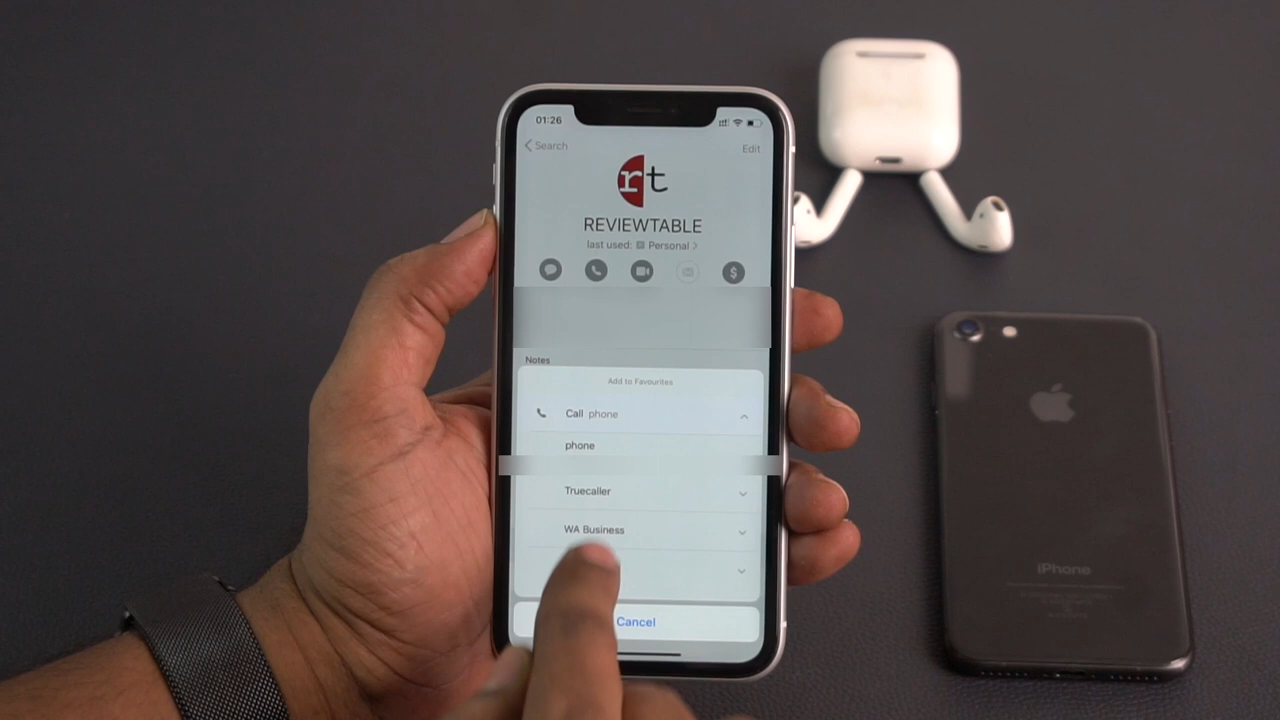 01:26
Search
Edit
rt
REVIEWTABLE
last used: Personal
$
Notes
Add to Favourites
Call phone
phone
Truecaller
WA Business
Cancel
iPhone